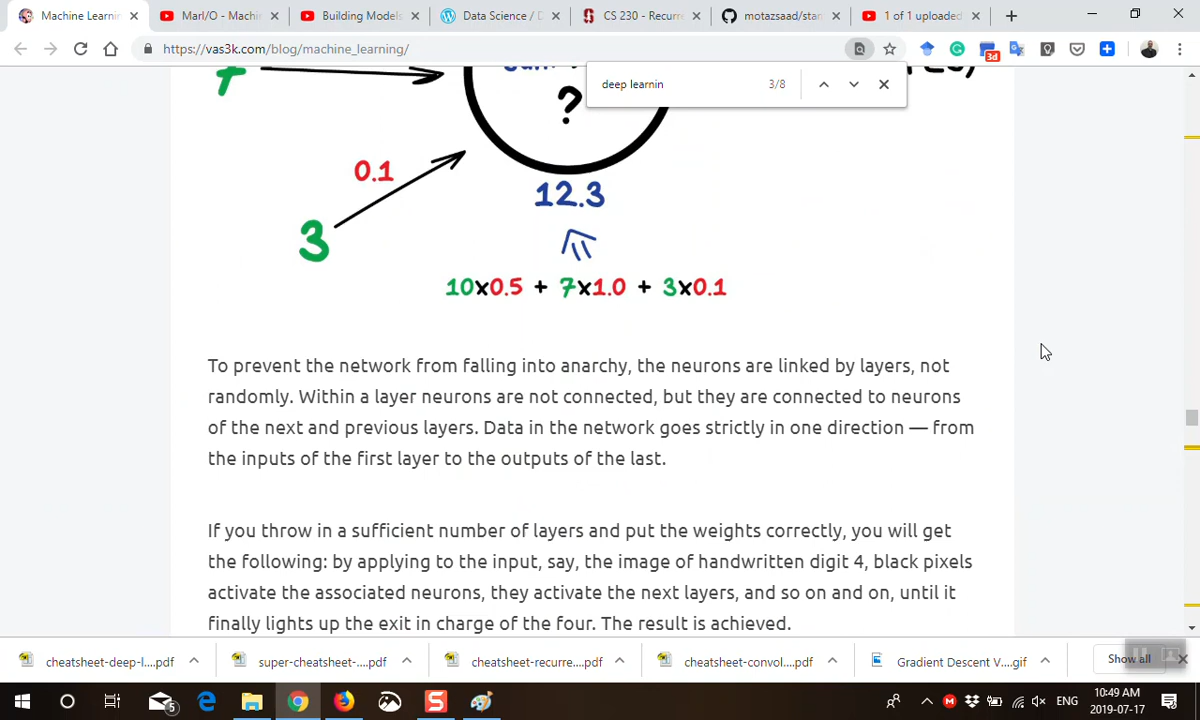 Machine Learnin
Marl/O - Machi
Building Models
Data Science / D
CS 230 - Recurre
motazsaad/stan
1 of 1 uploaded
https://vas3k.com/blog/machine_learning/
3d
deep learnin
3/8
7
?
0.1
12.3
3
10x0.5 + 7x1.0 + 3x0.1
To prevent the network from falling into anarchy, the neurons are linked by layers, not
randomly. Within a layer neurons are not connected, but they are connected to neurons
of the next and previous layers. Data in the network goes strictly in one direction — from
the inputs of the first layer to the outputs of the last.
If you throw in a sufficient number of layers and put the weights correctly, you will get
the following: by applying to the input, say, the image of handwritten digit 4, black pixels
activate the associated neurons, they activate the next layers, and so on and on, until it
finally lights up the exit in charge of the four. The result is achieved.
cheatsheet-deep-l....pdf
super-cheatsheet-....pdf
cheatsheet-recurre....pdf
cheatsheet-convol....pdf
Gradient Descent V....gif
Show all
5
ENG
10:49 AM
2019-07-17